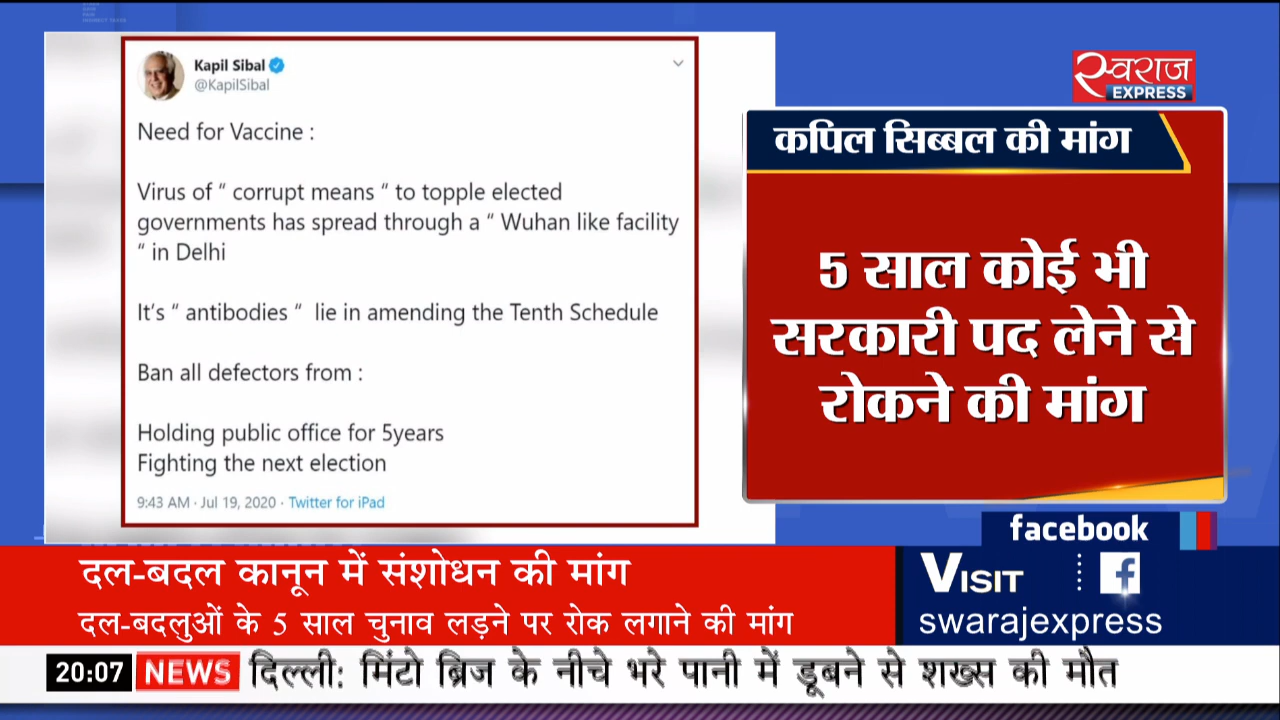 Kapil Sibal
@KapilSibal
Need for Vaccine :
Virus of “ corrupt means “ to topple elected
governments has spread through a “ Wuhan like facility
“ in Delhi
It's “ antibodies “ lie in amending the Tenth Schedule
Ban all defectors from :
Holding public office for 5years
Fighting the next election
9:43 AM · Jul 19, 2020 · Twitter for iPad
स्वराज
EXPRESS
कपिल सिब्बल की मांग
5 साल कोई भी
सरकारी पद लेने से
रोकने की मांग
facebook
दल-बदल कानून में संशोधन की मांग
दल-बदलुओं के 5 साल चुनाव लड़ने पर रोक लगाने की मांग
VISIT
swarajexpress
20:07 NEWS दिल्ली: मिंटो ब्रिज के नीचे भरे पानी में डूबने से शख्स की मौत